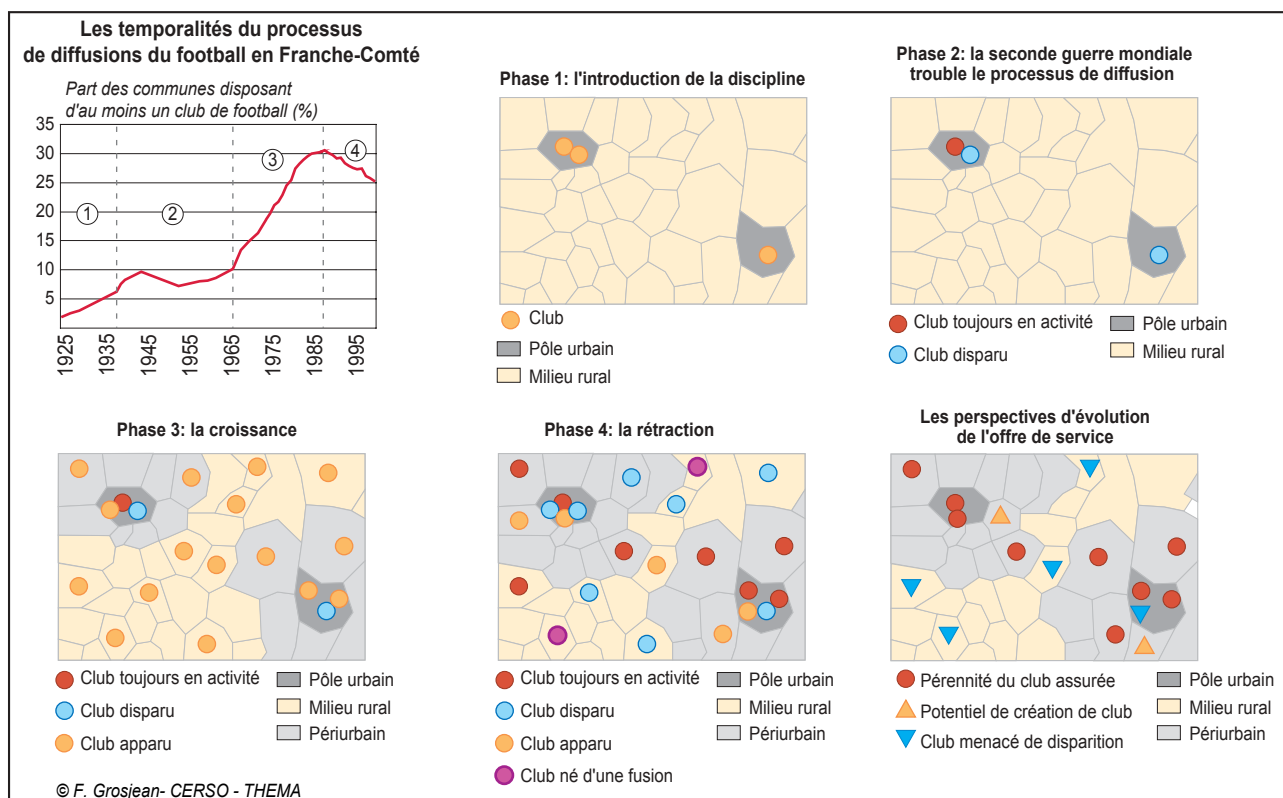 Les temporalités du processus
de diffusions du football en Franche-Comté
Part des communes disposant
d'au moins un club de football (%)
35
30
25
20
15
10
5
1
2
3
4
1925
1935
1945
1955
1965
1975
1985
1995
Phase 1: l'introduction de la discipline
Club
Pôle urbain
Milieu rural
Phase 2: la seconde guerre mondiale
trouble le processus de diffusion
Club toujours en activité
Club disparu
Pôle urbain
Milieu rural
Phase 3: la croissance
Club toujours en activité
Club disparu
Club apparu
Pôle urbain
Milieu rural
Périurbain
Phase 4: la rétraction
Club toujours en activité
Club disparu
Club apparu
Club né d'une fusion
Pôle urbain
Milieu rural
Périurbain
Les perspectives d'évolution
de l'offre de service
Pérennité du club assurée
Potentiel de création de club
Club menacé de disparition
Pôle urbain
Milieu rural
Périurbain
© F. Grosjean- CERSO - THEMA